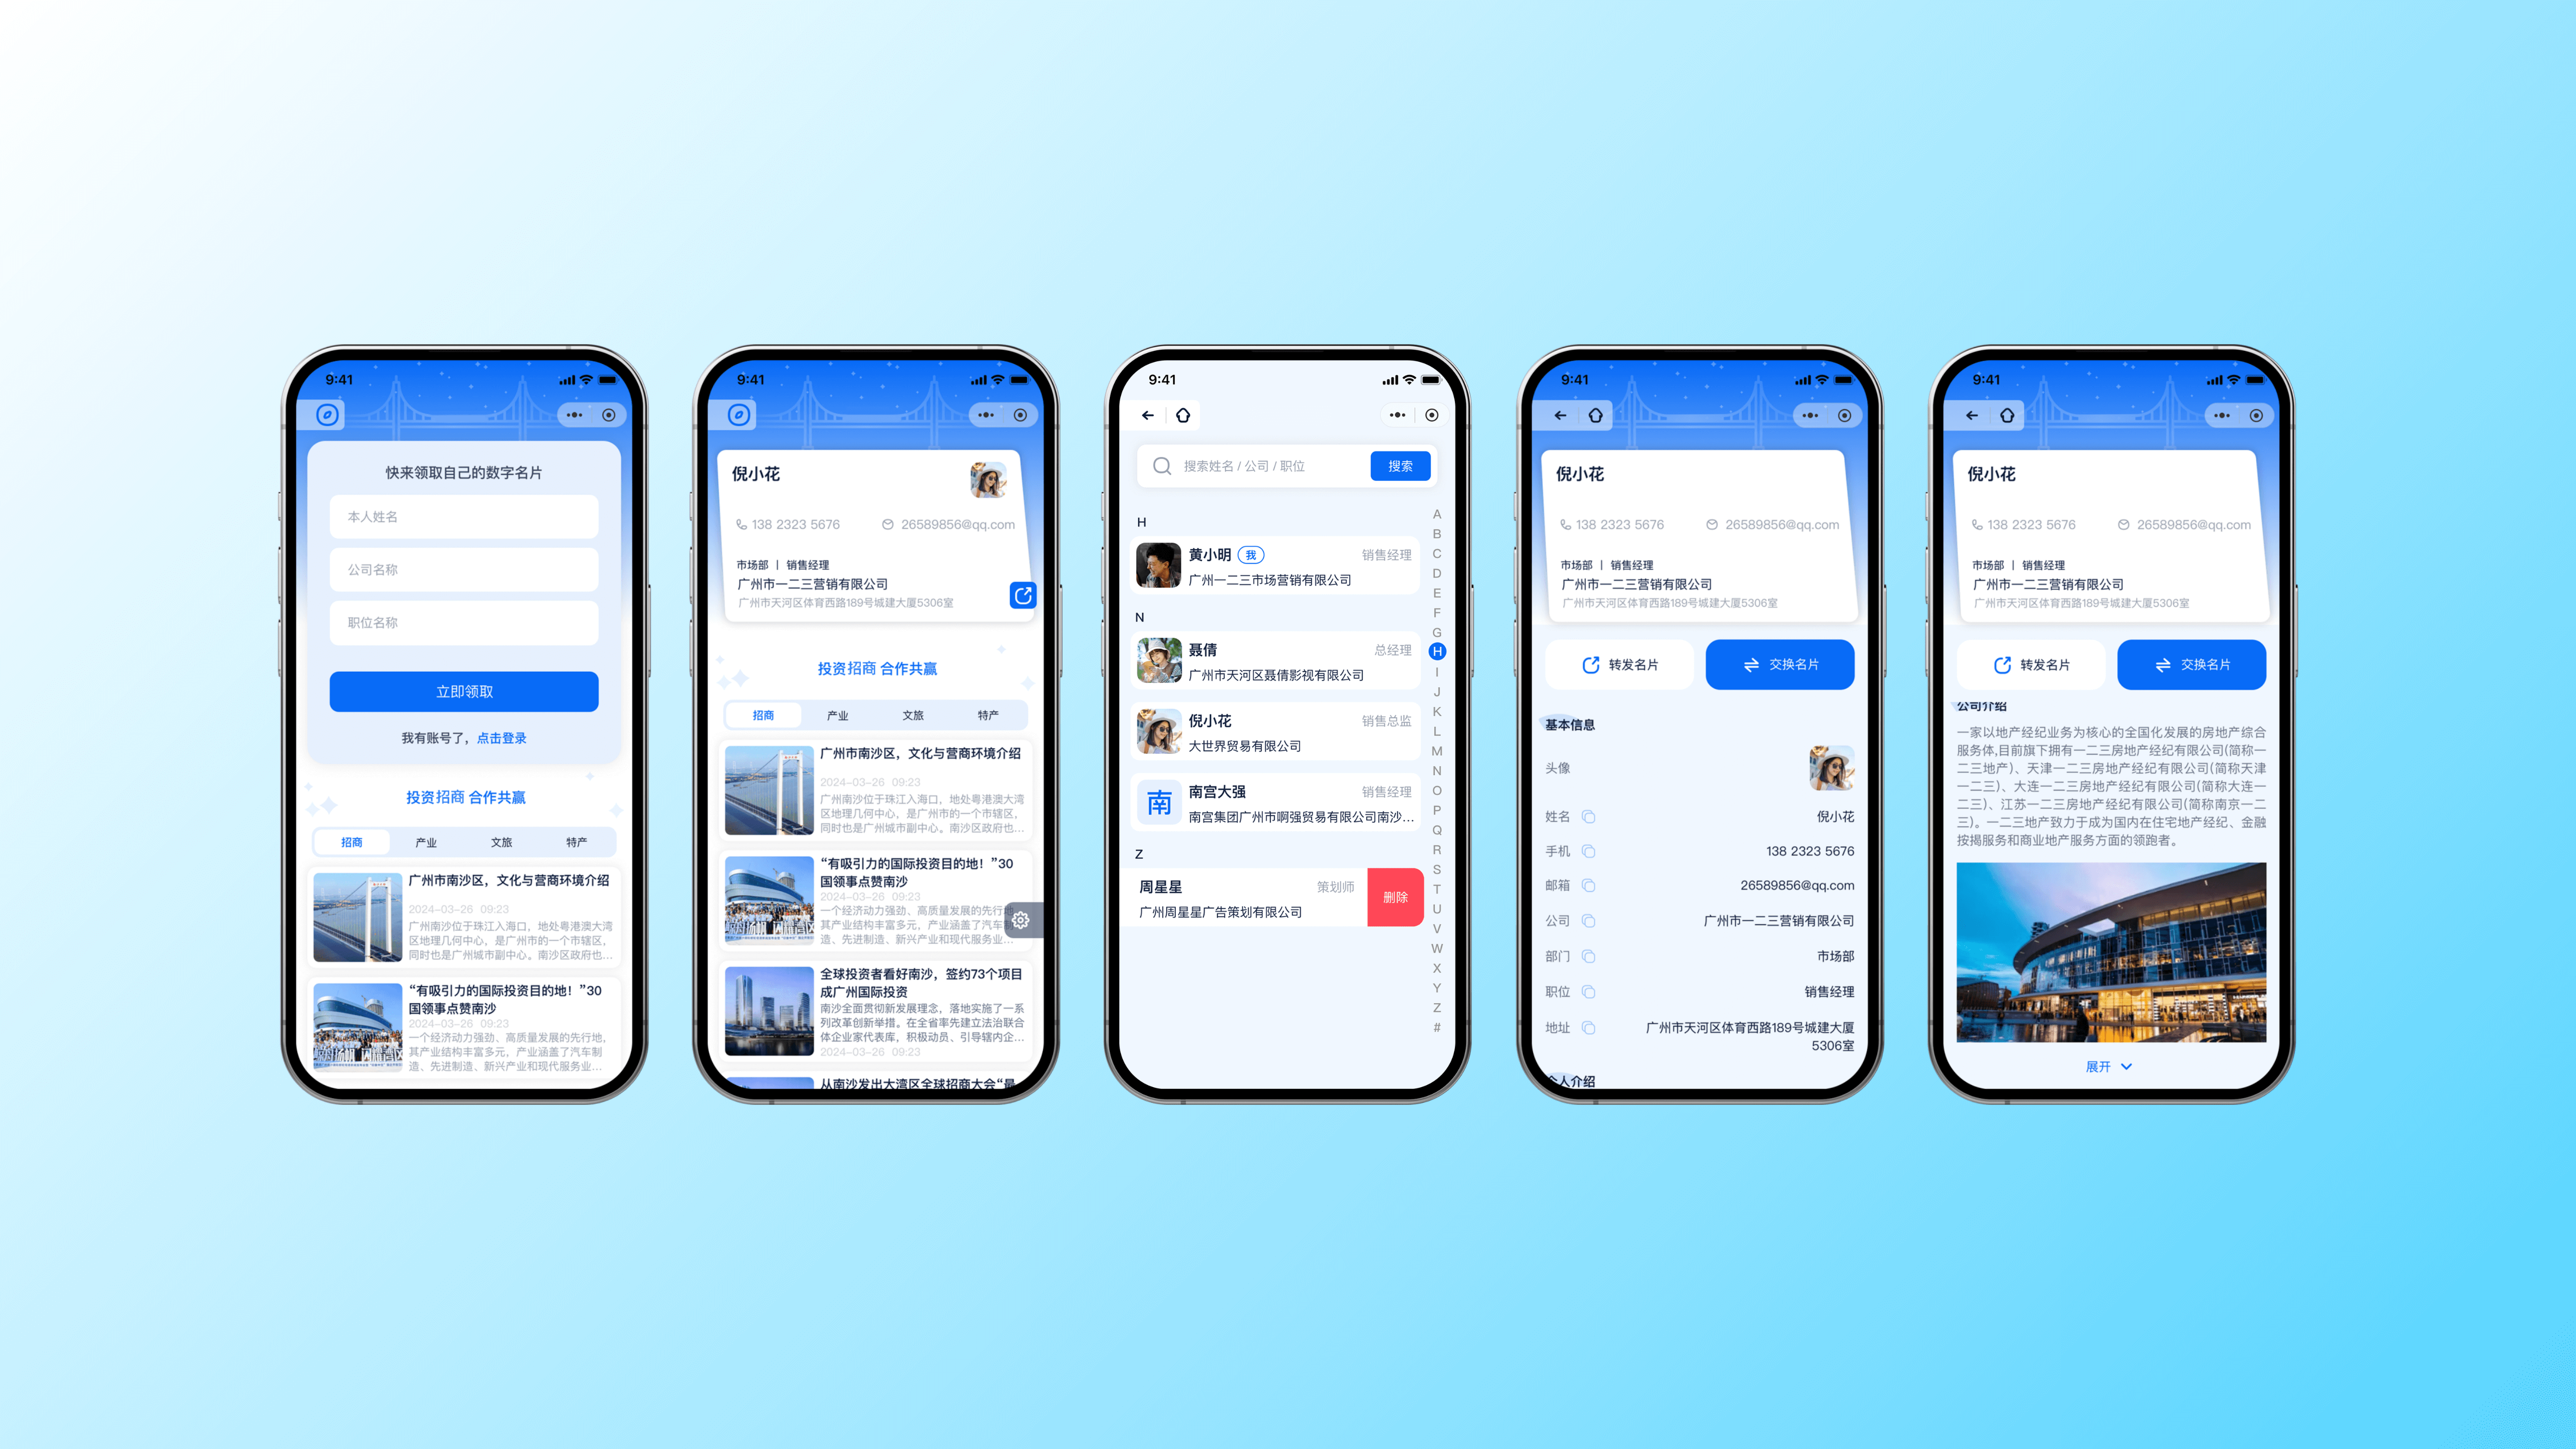 9:41
快来领取自己的数字名片
本人姓名
公司名称
职位名称
立即领取
我有账号了，点击登录
投资招商 合作共赢
招商 产业 文旅 特产
广州市南沙区，文化与营商环境介绍
2024-03-26 09:23
广州南沙位于珠江入海口，地处粤港澳大湾
区地理几何中心，是广州市的一个市辖区，
同时也是广州城市副中心。南沙区政府也...
“有吸引力的国际投资目的地！”30
国领事点赞南沙
2024-03-26 09:23
一个经济动力强劲、高质量发展的先行地，
其产业结构丰富多元，产业涵盖了汽车制
造、先进制造、新兴产业和现代服务业...
9:41
倪小花
138 2323 5676 26589856@qq.com
市场部 | 销售经理
广州市一二三营销有限公司
广州市天河区体育西路189号城建大厦5306室
投资招商 合作共赢
招商 产业 文旅 特产
广州市南沙区，文化与营商环境介绍
2024-03-26 09:23
广州南沙位于珠江入海口，地处粤港澳大湾
区地理几何中心，是广州市的一个市辖区，
同时也是广州城市副中心。南沙区政府也...
“有吸引力的国际投资目的地！”30
国领事点赞南沙
2024-03-26 09:23
一个经济动力强劲、高质量发展的先行地
其产业结构丰富多元，产业涵盖了汽车
造、先进制造、新兴产业和现代服务业...
全球投资者看好南沙，签约73个项目
成广州国际投资
南沙全面贯彻新发展理念，落地实施了一系
列改革创新举措。在全省率先建立法治联合
体企业家代表库，积极动员、引导辖内企...
2024-03-26 09:23
从南沙发出大湾区全球招商大会“最
9:41
搜索姓名 / 公司 / 职位 搜索
H
黄小明 我 销售经理
广州一二三市场营销有限公司
N
聂倩 总经理
广州市天河区聂倩影视有限公司
倪小花 销售总监
大世界贸易有限公司
南 南宫大强 销售经理
南宫集团广州市啊强贸易有限公司南沙...
Z
周星星 策划师
广州周星星广告策划有限公司
删除
A
B
C
D
E
F
G
H
I
J
K
L
M
N
O
P
Q
R
S
T
U
V
W
X
Y
Z
#
9:41
倪小花
138 2323 5676 26589856@qq.com
市场部 | 销售经理
广州市一二三营销有限公司
广州市天河区体育西路189号城建大厦5306室
转发名片 交换名片
基本信息
头像
姓名 倪小花
手机 138 2323 5676
邮箱 26589856@qq.com
公司 广州市一二三营销有限公司
部门 市场部
职位 销售经理
地址 广州市天河区体育西路189号城建大厦
5306室
个人介绍
9:41
倪小花
138 2323 5676 26589856@qq.com
市场部 | 销售经理
广州市一二三营销有限公司
广州市天河区体育西路189号城建大厦5306室
转发名片 交换名片
公司介绍
一家以地产经纪业务为核心的全国化发展的房地产综合
服务体,目前旗下拥有一二三房地产经纪有限公司(简称一
二三地产)、天津一二三房地产经纪有限公司(简称天津
一二三)、大连一二三房地产经纪有限公司(简称大连一
二三)、江苏一二三房地产经纪有限公司(简称南京一二
三)。一二三地产致力于成为国内在住宅地产经纪、金融
按揭服务和商业地产服务方面的领跑者。
展开